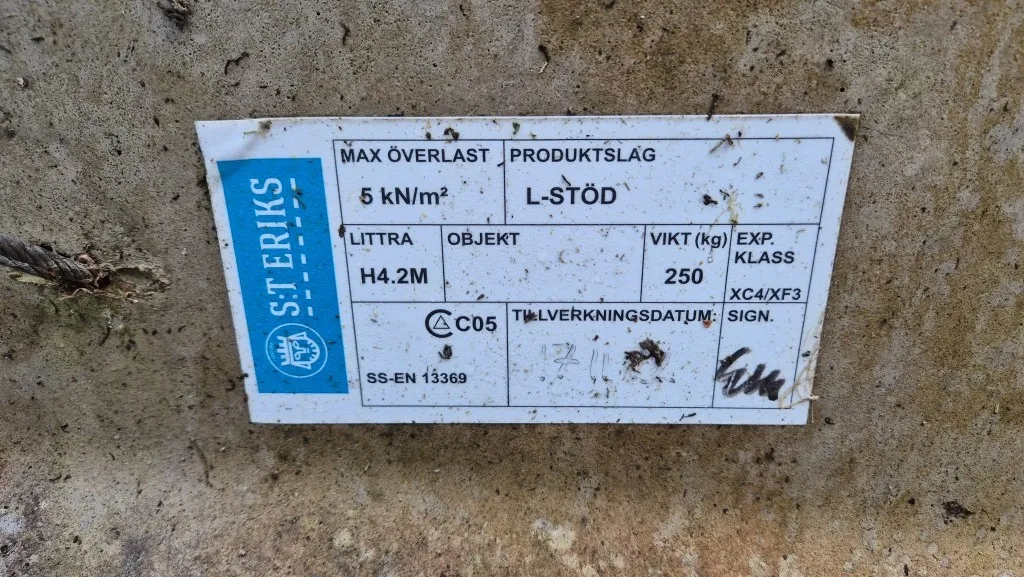 S:T ERIKS
MAX ÖVERLAST
5 kN/m²
PRODUKTSLAG
L-STÖD
LITTRA
H4.2M
OBJEKT
VIKT (kg)
250
EXP.
KLASS
XC4/XF3
C05
SS-EN 13369
TILLVERKNINGSDATUM:
SIGN.